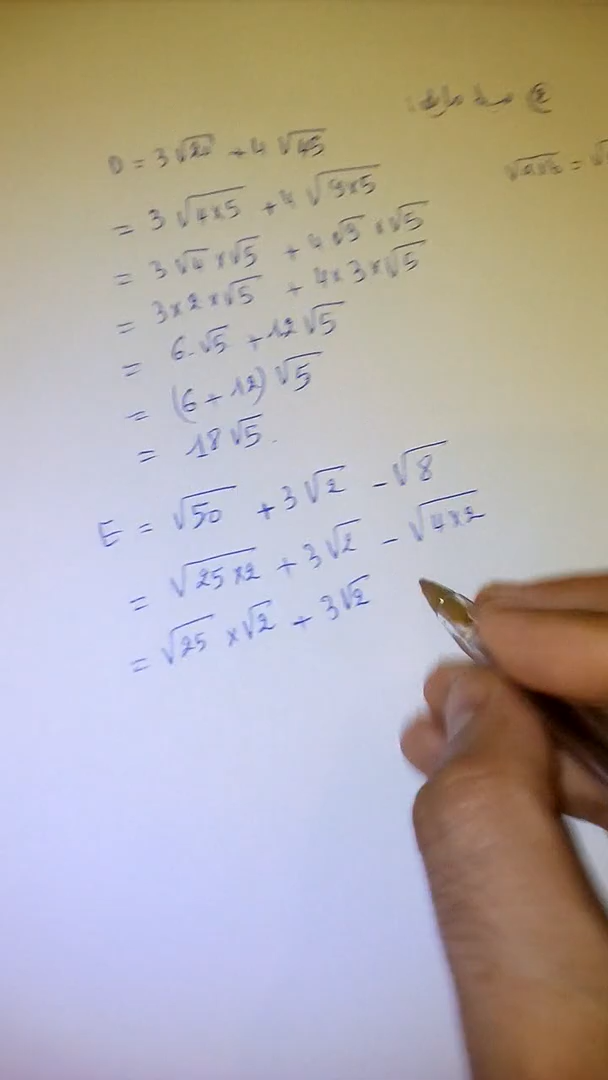 D = 3√20 + 4√45
= 3√4×5 + 4√9×5
= 3√4×√5 + 4√9×√5
= 3×2×√5 + 4×3×√5
= 6·√5 + 12√5
= (6+12)√5
= 18√5.
E = √50 + 3√2 - √8
= √25×2 + 3√2 - √4×2
= √25×√2 + 3√2